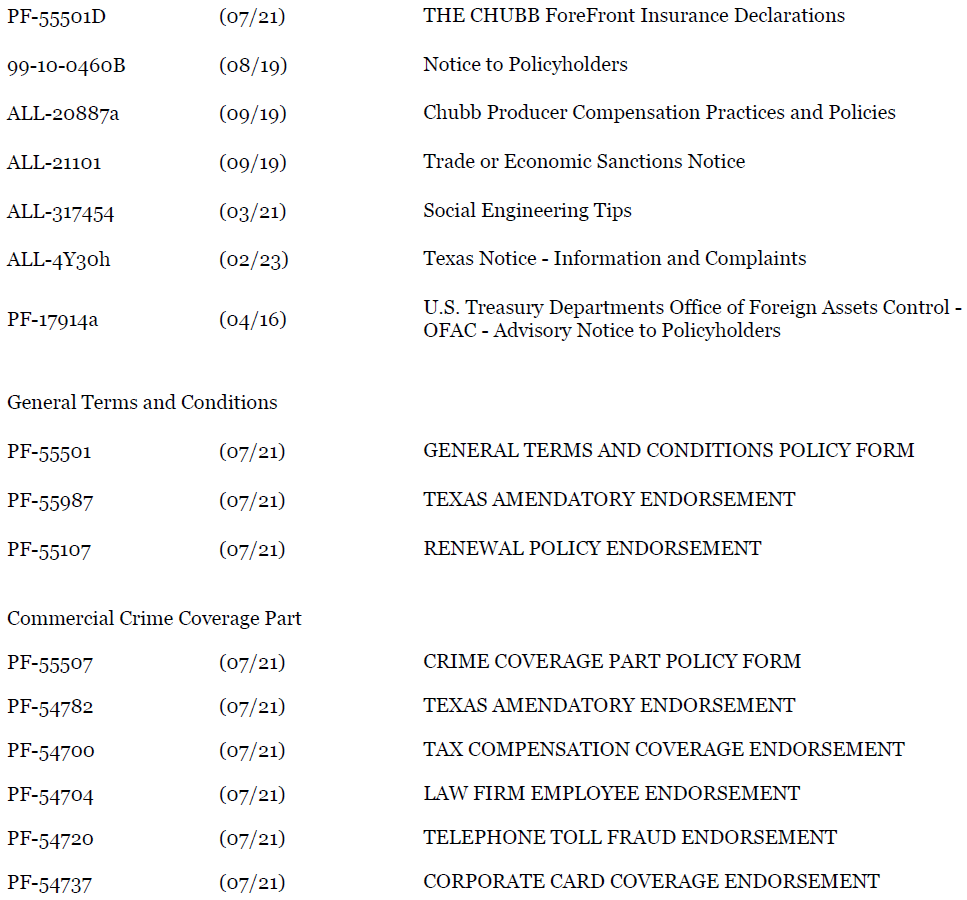 PF-55501D (07/21) THE CHUBB ForeFront Insurance Declarations
99-10-0460B (08/19) Notice to Policyholders
ALL-20887a (09/19) Chubb Producer Compensation Practices and Policies
ALL-21101 (09/19) Trade or Economic Sanctions Notice
ALL-317454 (03/21) Social Engineering Tips
ALL-4Y30h (02/23) Texas Notice - Information and Complaints
PF-17914a (04/16) U.S. Treasury Departments Office of Foreign Assets Control -
OFAC - Advisory Notice to Policyholders
General Terms and Conditions
PF-55501 (07/21) GENERAL TERMS AND CONDITIONS POLICY FORM
PF-55987 (07/21) TEXAS AMENDATORY ENDORSEMENT
PF-55107 (07/21) RENEWAL POLICY ENDORSEMENT
Commercial Crime Coverage Part
PF-55507 (07/21) CRIME COVERAGE PART POLICY FORM
PF-54782 (07/21) TEXAS AMENDATORY ENDORSEMENT
PF-54700 (07/21) TAX COMPENSATION COVERAGE ENDORSEMENT
PF-54704 (07/21) LAW FIRM EMPLOYEE ENDORSEMENT
PF-54720 (07/21) TELEPHONE TOLL FRAUD ENDORSEMENT
PF-54737 (07/21) CORPORATE CARD COVERAGE ENDORSEMENT